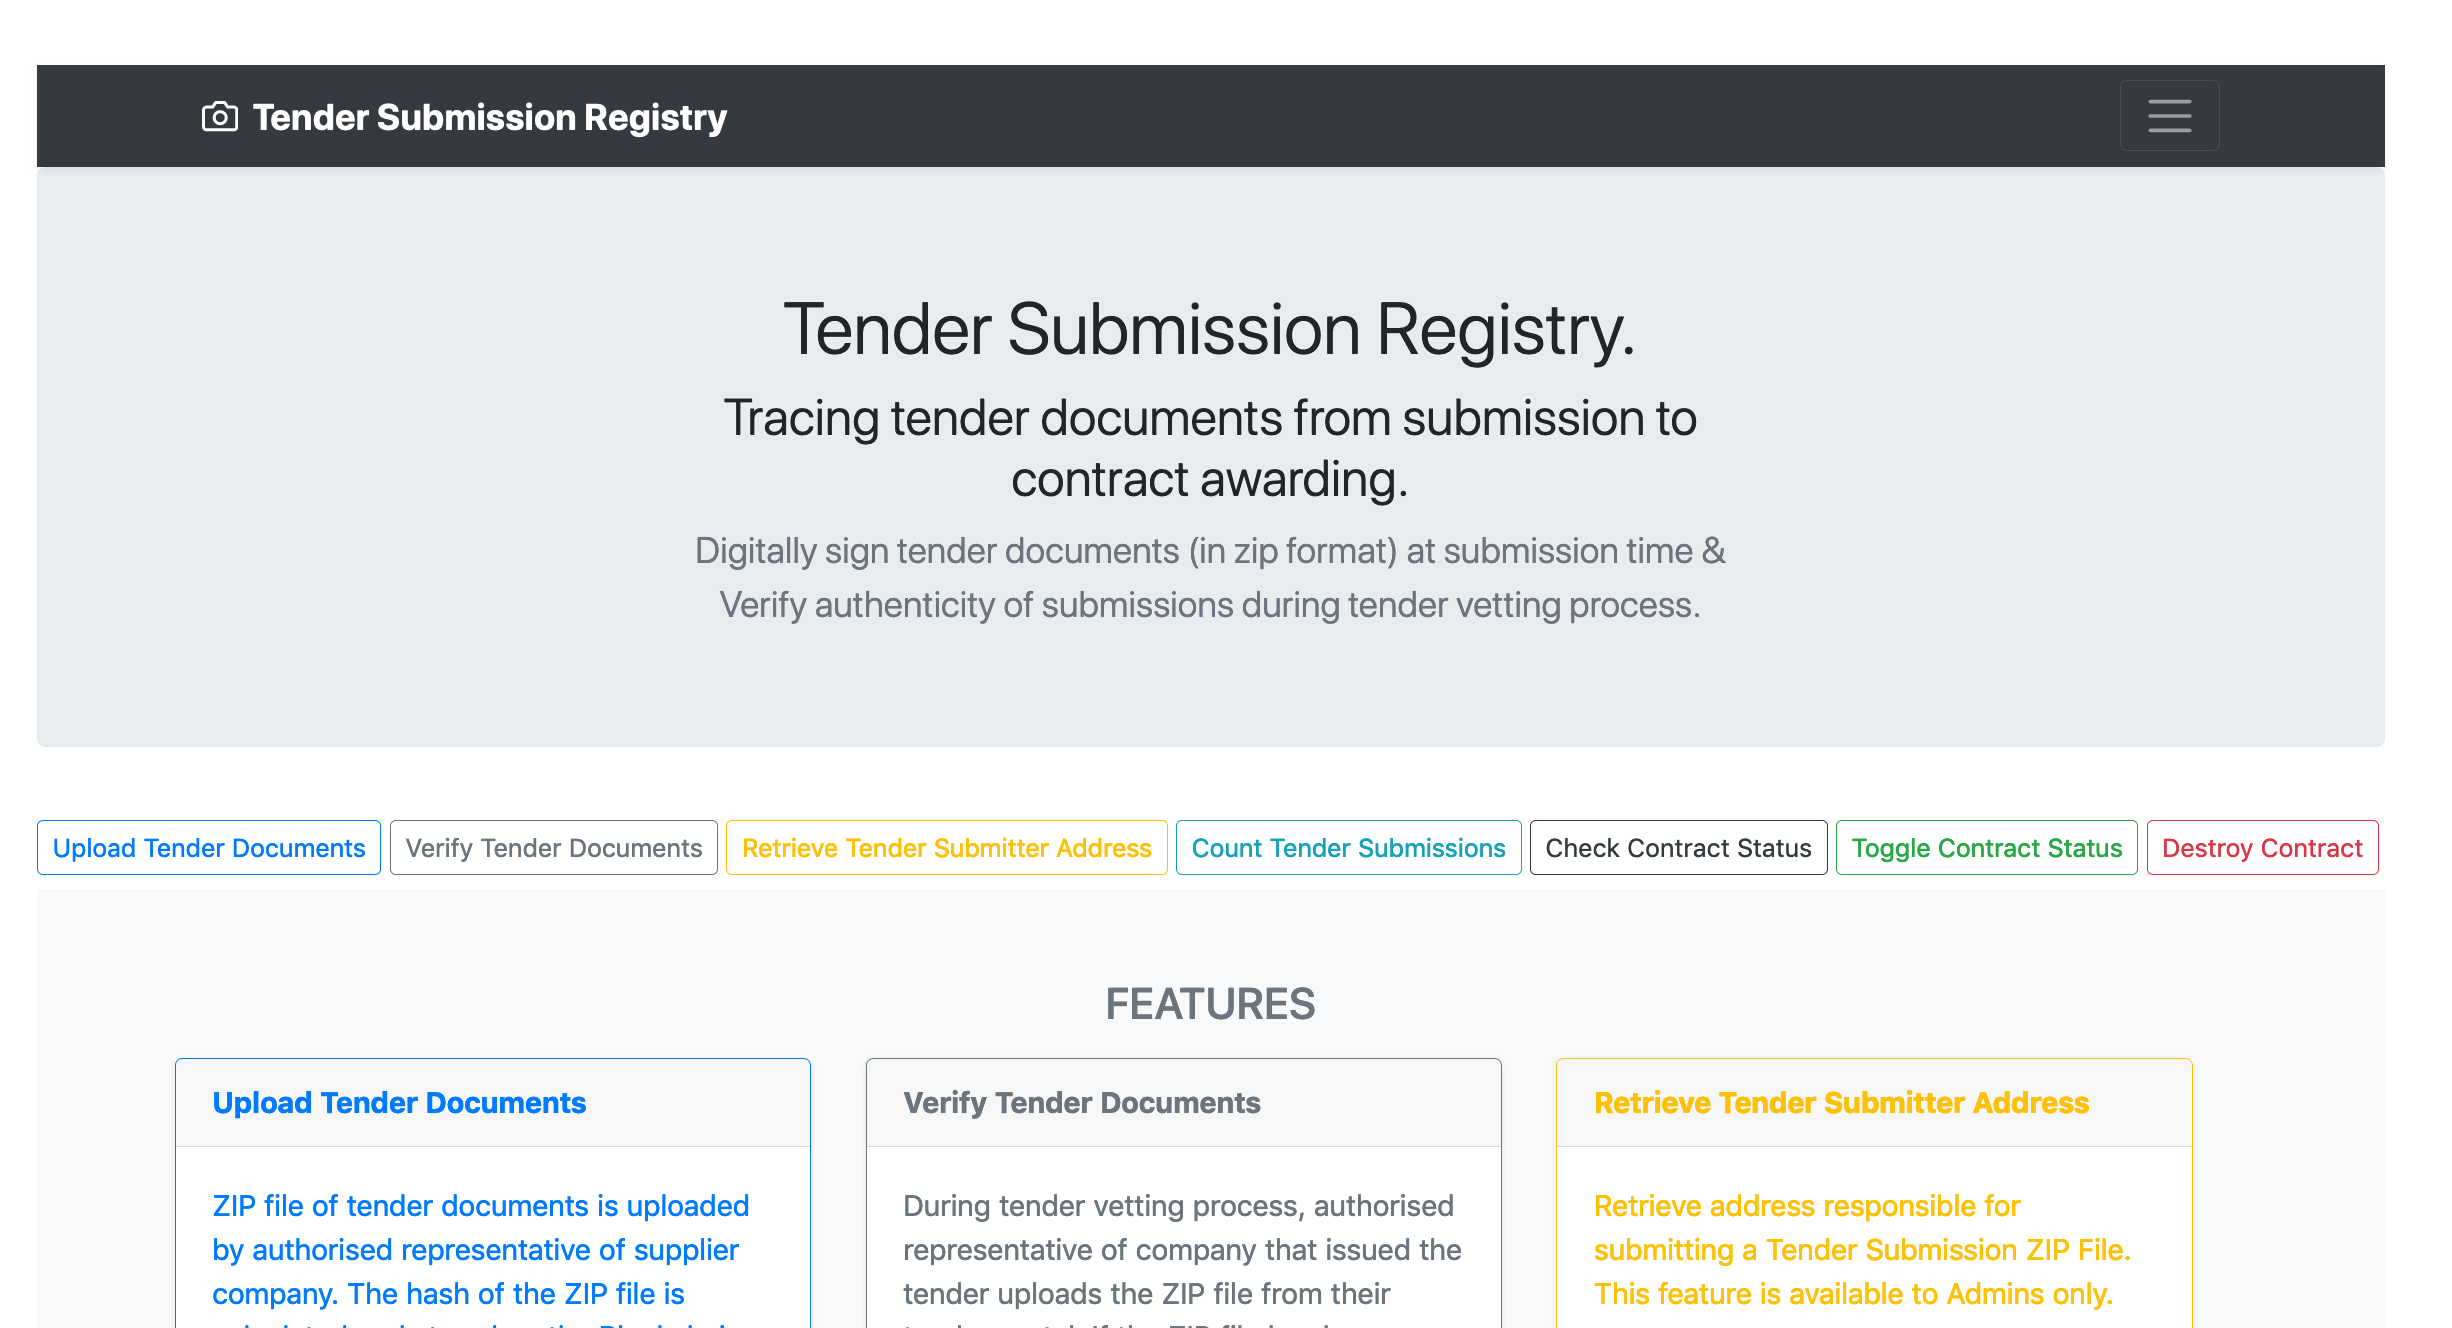 Tender Submission Registry
Tender Submission Registry.
Tracing tender documents from submission to
contract awarding.
Digitally sign tender documents (in zip format) at submission time &
Verify authenticity of submissions during tender vetting process.
Upload Tender Documents
Verify Tender Documents
Retrieve Tender Submitter Address
Count Tender Submissions
Check Contract Status
Toggle Contract Status
Destroy Contract
FEATURES
Upload Tender Documents
ZIP file of tender documents is uploaded
by authorised representative of supplier
company. The hash of the ZIP file is
Verify Tender Documents
During tender vetting process, authorised
representative of company that issued the
tender uploads the ZIP file from their
Retrieve Tender Submitter Address
Retrieve address responsible for
submitting a Tender Submission ZIP File.
This feature is available to Admins only.